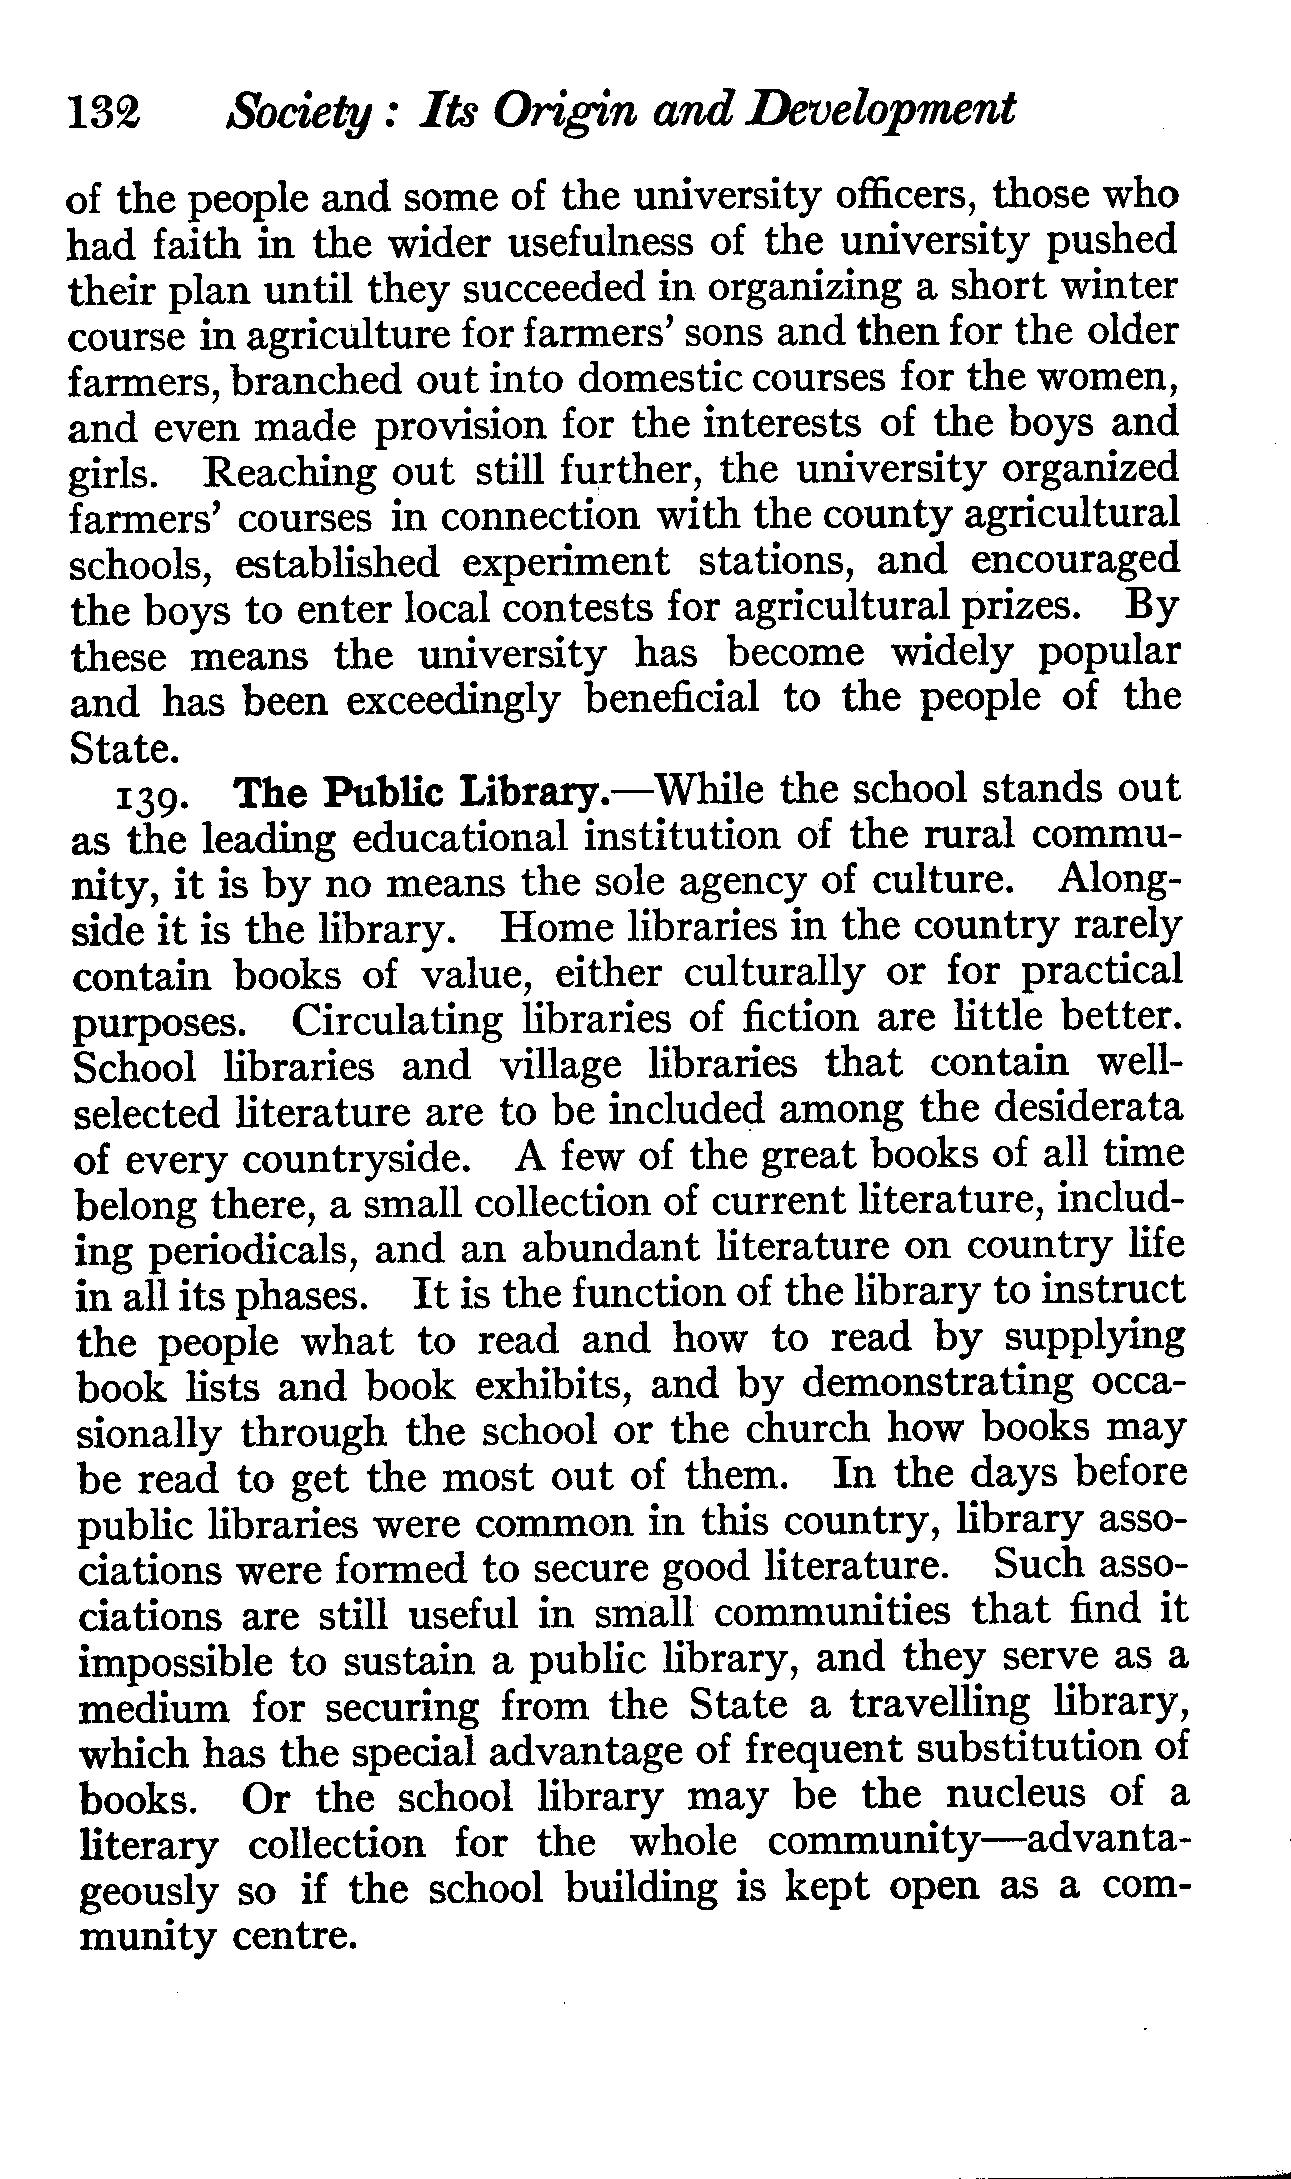 132 Society : Its Origin and Development
of the people and some of the university officers, those who
had faith in the wider usefulness of the university pushed
their plan until they succeeded in organizing a short winter
course in agriculture for farmers' sons and then for the older
farmers, branched out into domestic courses for the women,
and even made provision for the interests of the boys and
girls. Reaching out still further, the university organized
farmers' courses in connection with the county agricultural
schools, established experiment stations, and encouraged
the boys to enter local contests for agricultural prizes. By
these means the university has become widely popular
and has been exceedingly beneficial to the people of the
State.
139. The Public Library.—While the school stands out
as the leading educational institution of the rural commu-
nity, it is by no means the sole agency of culture. Along-
side it is the library. Home libraries in the country rarely
contain books of value, either culturally or for practical
purposes. Circulating libraries of fiction are little better.
School libraries and village libraries that contain well-
selected literature are to be included among the desiderata
of every countryside. A few of the great books of all time
belong there, a small collection of current literature, includ-
ing periodicals, and an abundant literature on country life
in all its phases. It is the function of the library to instruct
the people what to read and how to read by supplying
book lists and book exhibits, and by demonstrating occa-
sionally through the school or the church how books may
be read to get the most out of them. In the days before
public libraries were common in this country, library asso-
ciations were formed to secure good literature. Such asso-
ciations are still useful in small communities that find it
impossible to sustain a public library, and they serve as a
medium for securing from the State a travelling library,
which has the special advantage of frequent substitution of
books. Or the school library may be the nucleus of a
literary collection for the whole community—advanta-
geously so if the school building is kept open as a com-
munity centre.